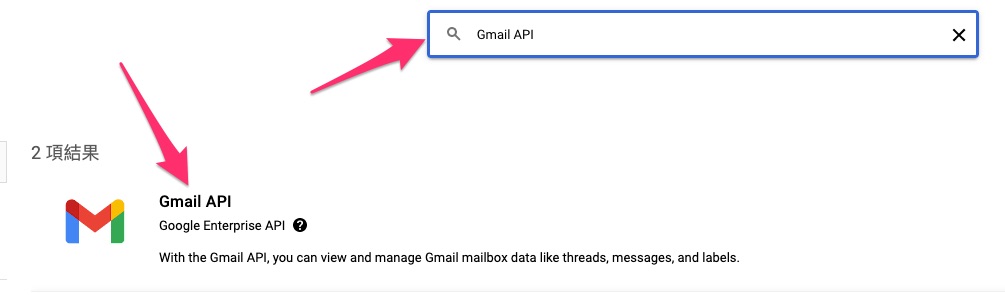 Gmail API
2 項結果
Gmail API
Google Enterprise API
With the Gmail API, you can view and manage Gmail mailbox data like threads, messages, and labels.